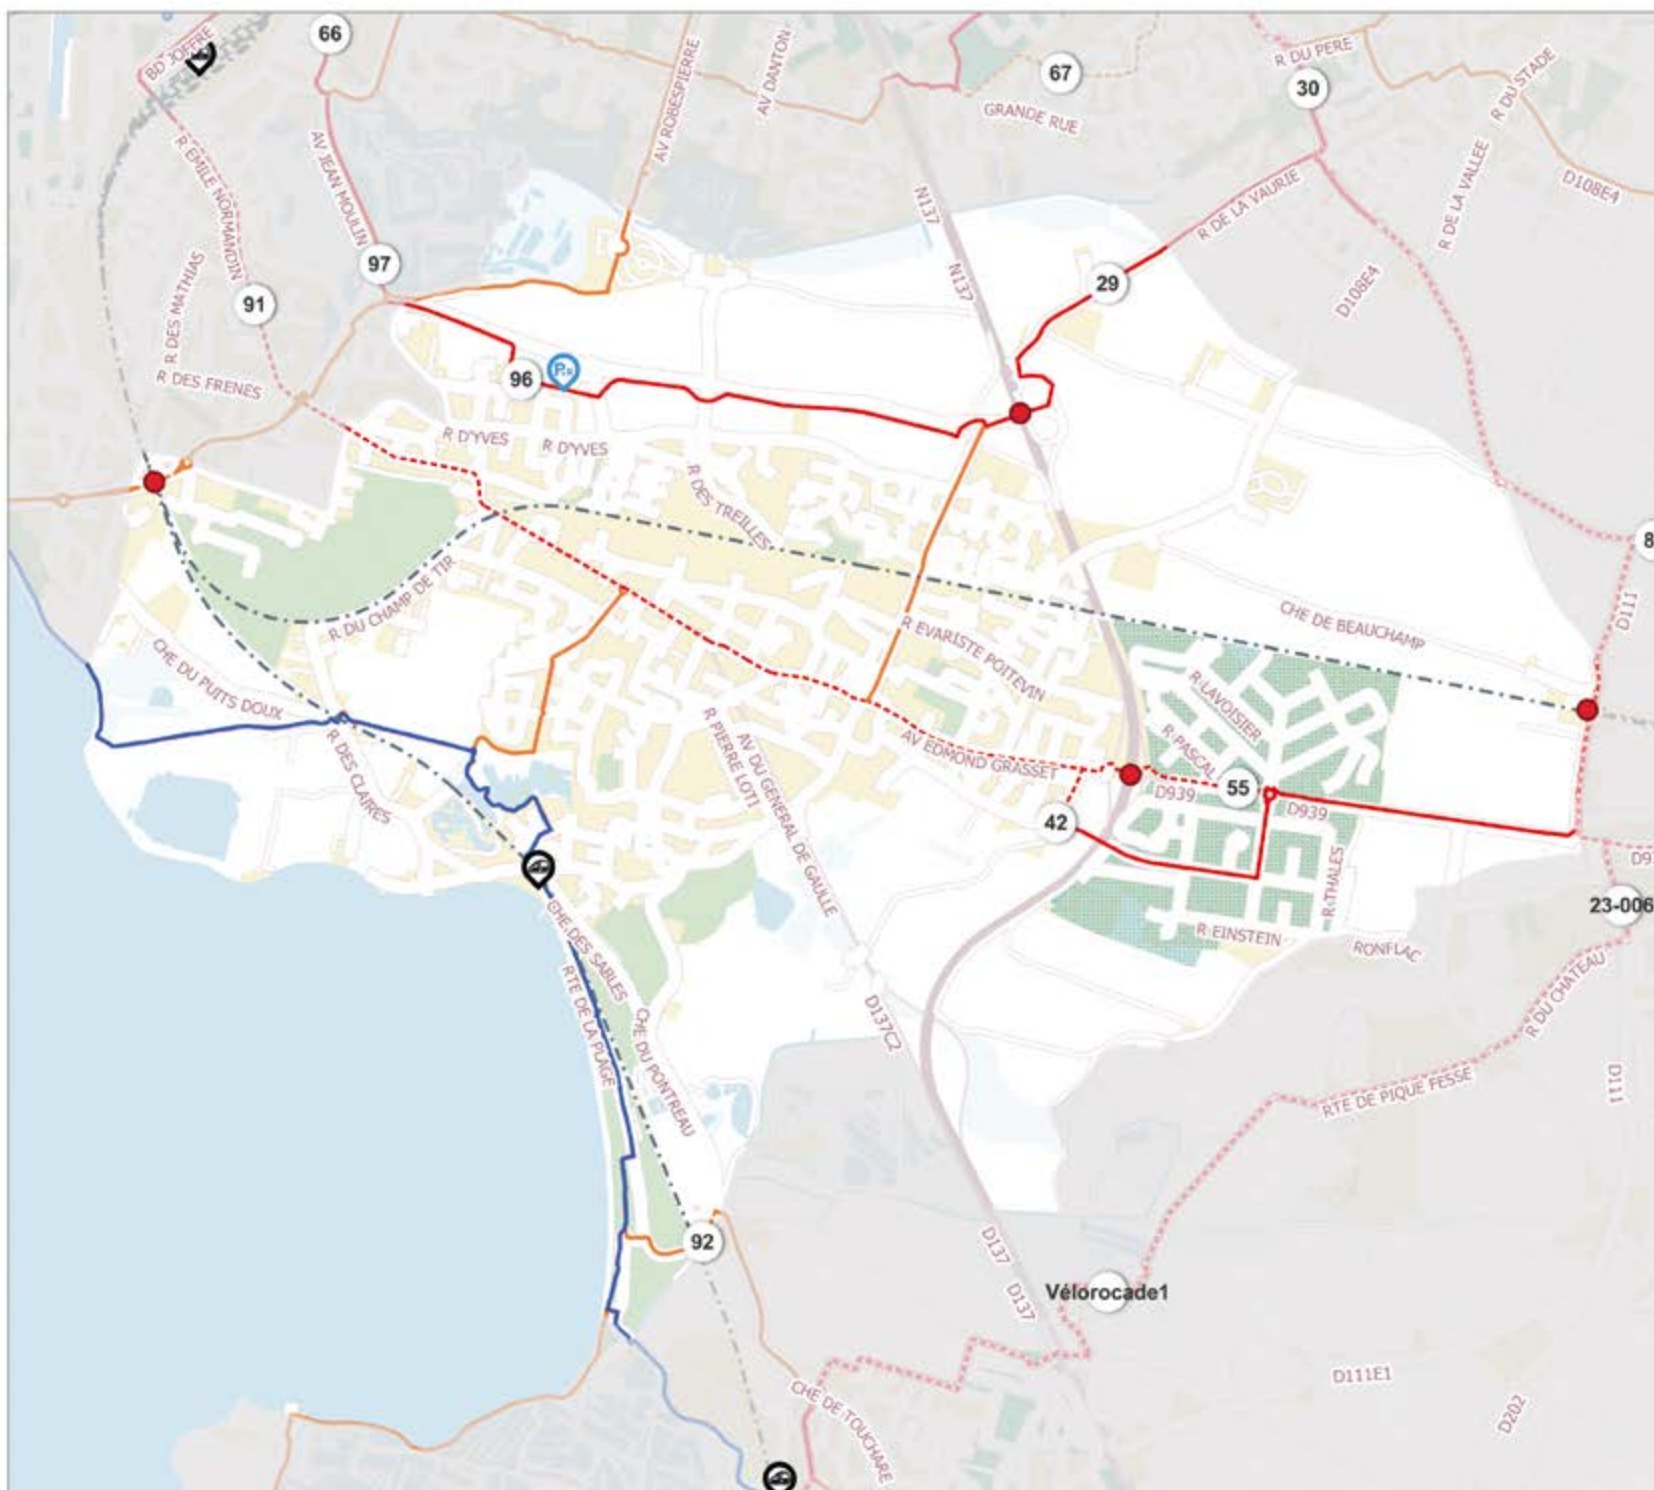 66
BD JOFFRE
AV ROBESPIERRE
AV DANTON
67
GRANDE RUE
R DU PERE
30
R DU STADE
R EMILE NORMANDIN
AV JEAN MOULIN
R DE LA VALLEE
D108E4
N137
R DE LA VAURIE
97
R DES MATHIAS
91
N137
29
D108E4
R DES FRENES
96
P+R
R D'YVES
R D'YVES
R DES TREILLES
8
R DU CHAMP DE TIR
D111
CHE DE BEAUCHAMP
R EVARISTE POITEVIN
CHE DU PUITS DOUX
R LAVOISIER
R PASCAL
R DES CLAIRES
R PIERRE LOTI
AV DU GENERAL DE GAULLE
AV EDMOND GRASSET
D939
55
D939
42
D9
R THALES
23-006
CHE DES SABLES
R EINSTEIN
RONFLAC
RTE DE LA PLAGE
CHE DU PONTREAU
D137C2
R DU CHATEAU
RTE DE PIQUE FESSE
D111
92
D137
D137
Vélorocade1
CHE DE TOUCHARE
D111E1
D202